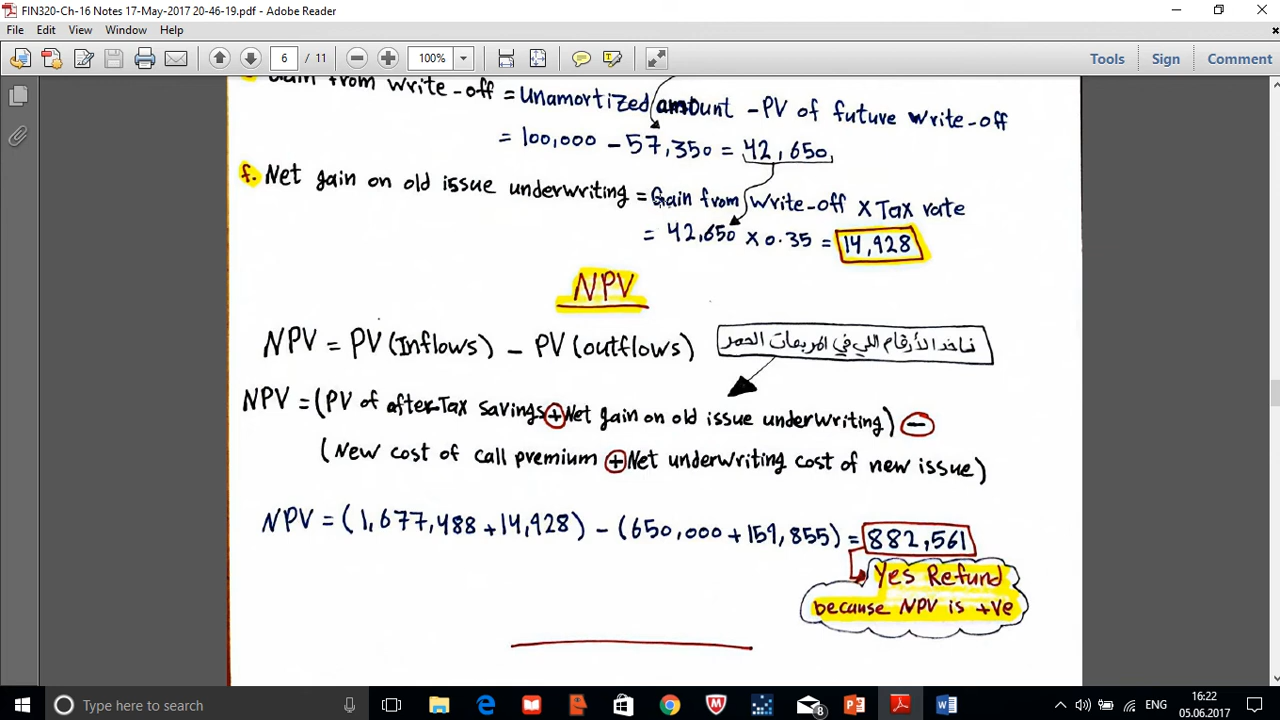 FIN320-Ch-16 Notes 17-May-2017 20-46-19.pdf - Adobe Reader
File Edit View Window Help
6 / 11 100% Tools Sign Comment
Gain from write-off = Unamortized amount - PV of future write-off
= 100,000 - 57,350 = 42,650
f. Net gain on old issue underwriting = Gain from write-off X Tax rate
= 42,650 X 0.35 = 14,928
NPV
NPV = PV (Inflows) - PV (outflows)
ناخذ الأرقام اللي في المربعات الحمر
NPV = (PV of after-Tax savings + Net gain on old issue underwriting) -
(New cost of call premium + Net underwriting cost of new issue)
NPV = (1,677,488 + 14,928) - (650,000 + 159,855) = 882,561
Yes Refund
because NPV is +ve
Type here to search
8
ENG
16:22
05.06.2017